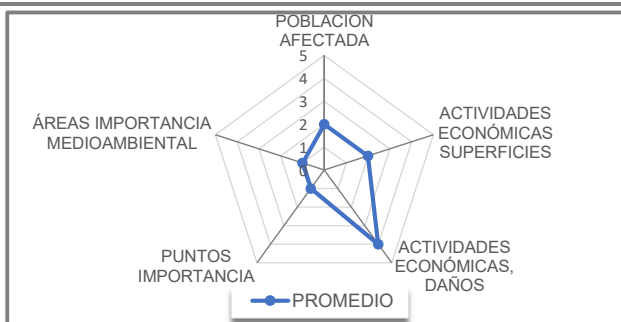 POBLACIÓN
AFECTADA
5
4
3
2
1
0
ACTIVIDADES
ECONÓMICAS
SUPERFICIES
ACTIVIDADES
ECONÓMICAS,
DAÑOS
PUNTOS
IMPORTANCIA
ÁREAS IMPORTANCIA
MEDIOAMBIENTAL
PROMEDIO